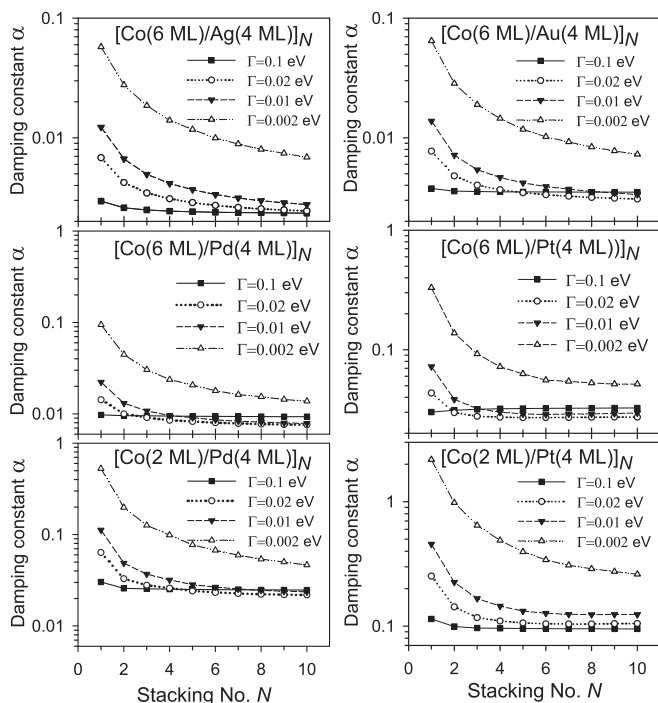 [Co(6 ML)/Ag(4 ML)]N
Γ=0.1 eV
Γ=0.02 eV
Γ=0.01 eV
Γ=0.002 eV
0.1
0.01
Damping constant α
[Co(6 ML)/Au(4 ML)]N
Γ=0.1 eV
Γ=0.02 eV
Γ=0.01 eV
Γ=0.002 eV
0.1
0.01
Damping constant α
[Co(6 ML)/Pd(4 ML)]N
Γ=0.1 eV
Γ=0.02 eV
Γ=0.01 eV
Γ=0.002 eV
1
0.1
0.01
Damping constant α
[Co(6 ML)/Pt(4 ML))]N
Γ=0.1 eV
Γ=0.02 eV
Γ=0.01 eV
Γ=0.002 eV
1
0.1
Damping constant α
[Co(2 ML)/Pd(4 ML)]N
Γ=0.1 eV
Γ=0.02 eV
Γ=0.01 eV
Γ=0.002 eV
1
0.1
0.01
Damping constant α
0 2 4 6 8 10
Stacking No. N
[Co(2 ML)/Pt(4 ML)]N
Γ=0.1 eV
Γ=0.02 eV
Γ=0.01 eV
Γ=0.002 eV
1
0.1
Damping constant α
0 2 4 6 8 10
Stacking No. N